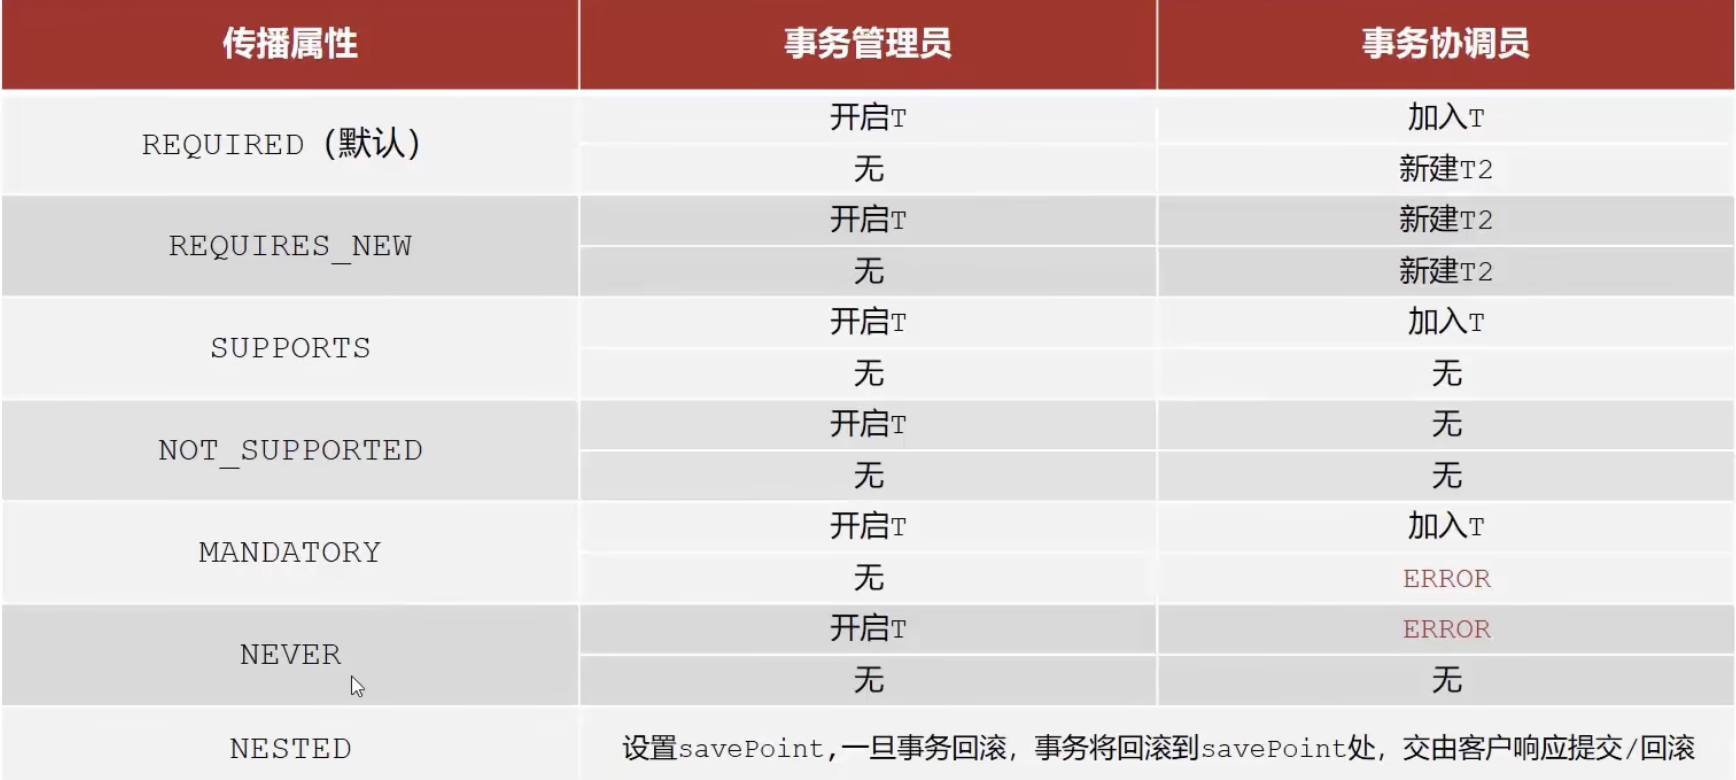 传播属性 事务管理员 事务协调员
REQUIRED（默认） 开启T 加入T
无 新建T2
REQUIRES_NEW 开启T 新建T2
无 新建T2
SUPPORTS 开启T 加入T
无 无
NOT_SUPPORTED 开启T 无
无 无
MANDATORY 开启T 加入T
无 ERROR
NEVER 开启T ERROR
无 无
NESTED 设置savePoint,一旦事务回滚，事务将回滚到savePoint处，交由客户响应提交/回滚